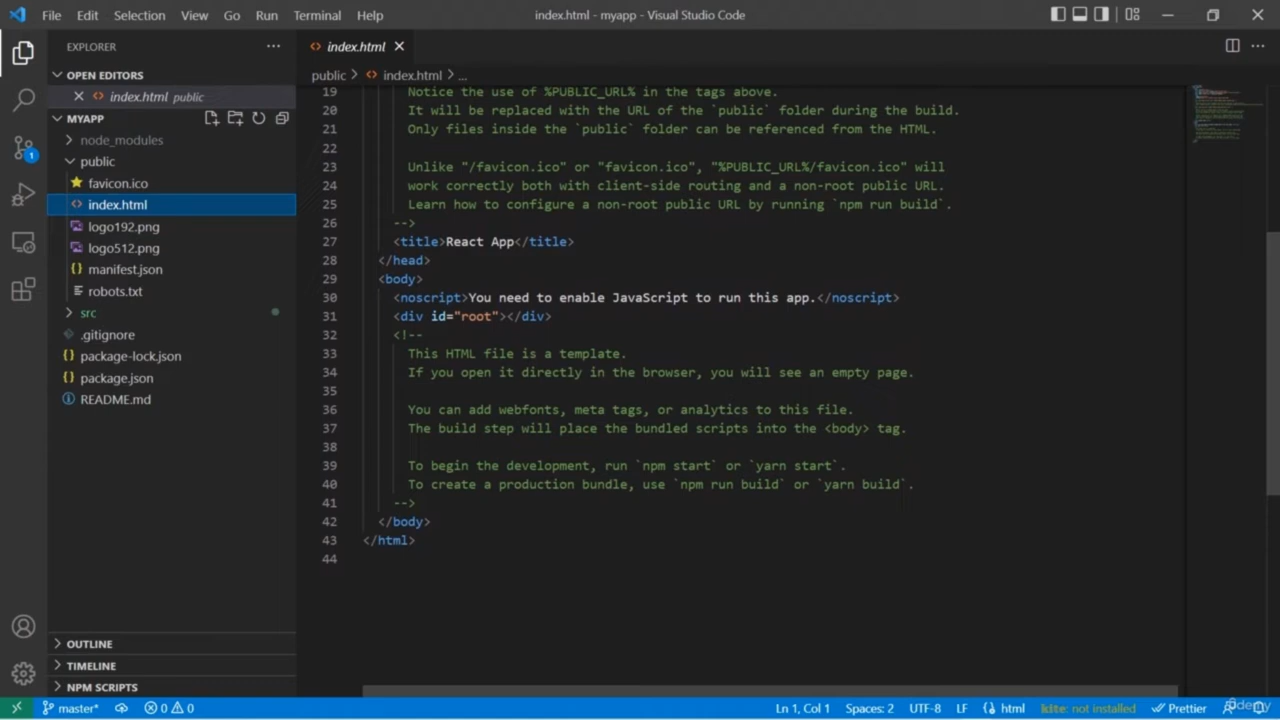 File Edit Selection View Go Run Terminal Help index.html - myapp - Visual Studio Code
EXPLORER
OPEN EDITORS
index.html public
MYAPP
node_modules
public
favicon.ico
index.html
logo192.png
logo512.png
manifest.json
robots.txt
src
.gitignore
package-lock.json
package.json
README.md
OUTLINE
TIMELINE
NPM SCRIPTS
1
index.html
public > index.html > ...
19 Notice the use of %PUBLIC_URL% in the tags above.
20 It will be replaced with the URL of the `public` folder during the build.
21 Only files inside the `public` folder can be referenced from the HTML.
22
23 Unlike "/favicon.ico" or "favicon.ico", "%PUBLIC_URL%/favicon.ico" will
24 work correctly both with client-side routing and a non-root public URL.
25 Learn how to configure a non-root public URL by running `npm run build`.
26 -->
27 <title>React App</title>
28 </head>
29 <body>
30 <noscript>You need to enable JavaScript to run this app.</noscript>
31 <div id="root"></div>
32 <!--
33 This HTML file is a template.
34 If you open it directly in the browser, you will see an empty page.
35
36 You can add webfonts, meta tags, or analytics to this file.
37 The build step will place the bundled scripts into the <body> tag.
38
39 To begin the development, run `npm start` or `yarn start`.
40 To create a production bundle, use `npm run build` or `yarn build`.
41 -->
42 </body>
43 </html>
44
master* 0 0 Ln 1, Col 1 Spaces: 2 UTF-8 LF html kite: not installed Prettier
Udemy